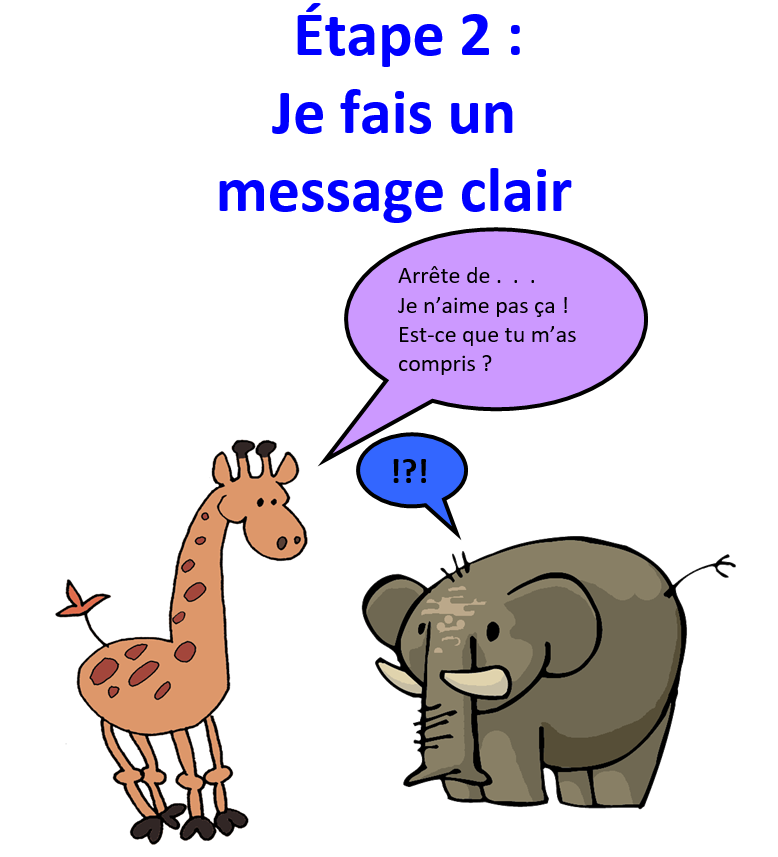 Étape 2 :
Je fais un
message clair
Arrête de . . .
Je n’aime pas ça !
Est-ce que tu m’as
compris ?
!?!